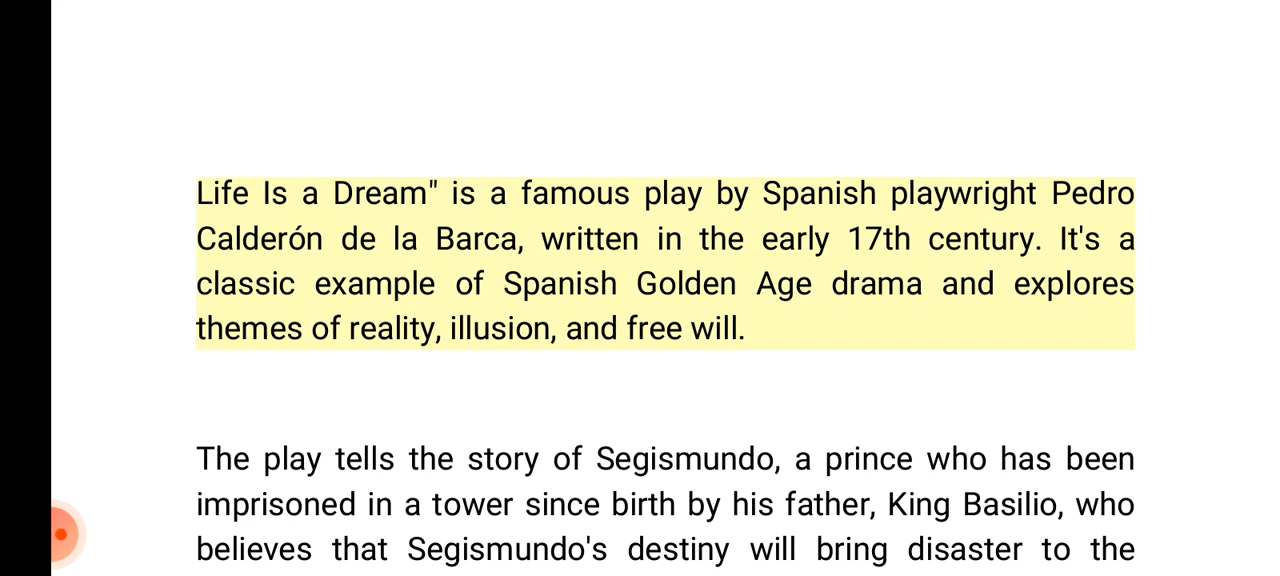 Life Is a Dream" is a famous play by Spanish playwright Pedro
Calderón de la Barca, written in the early 17th century. It's a
classic example of Spanish Golden Age drama and explores
themes of reality, illusion, and free will.
The play tells the story of Segismundo, a prince who has been
imprisoned in a tower since birth by his father, King Basilio, who
believes that Segismundo's destiny will bring disaster to the